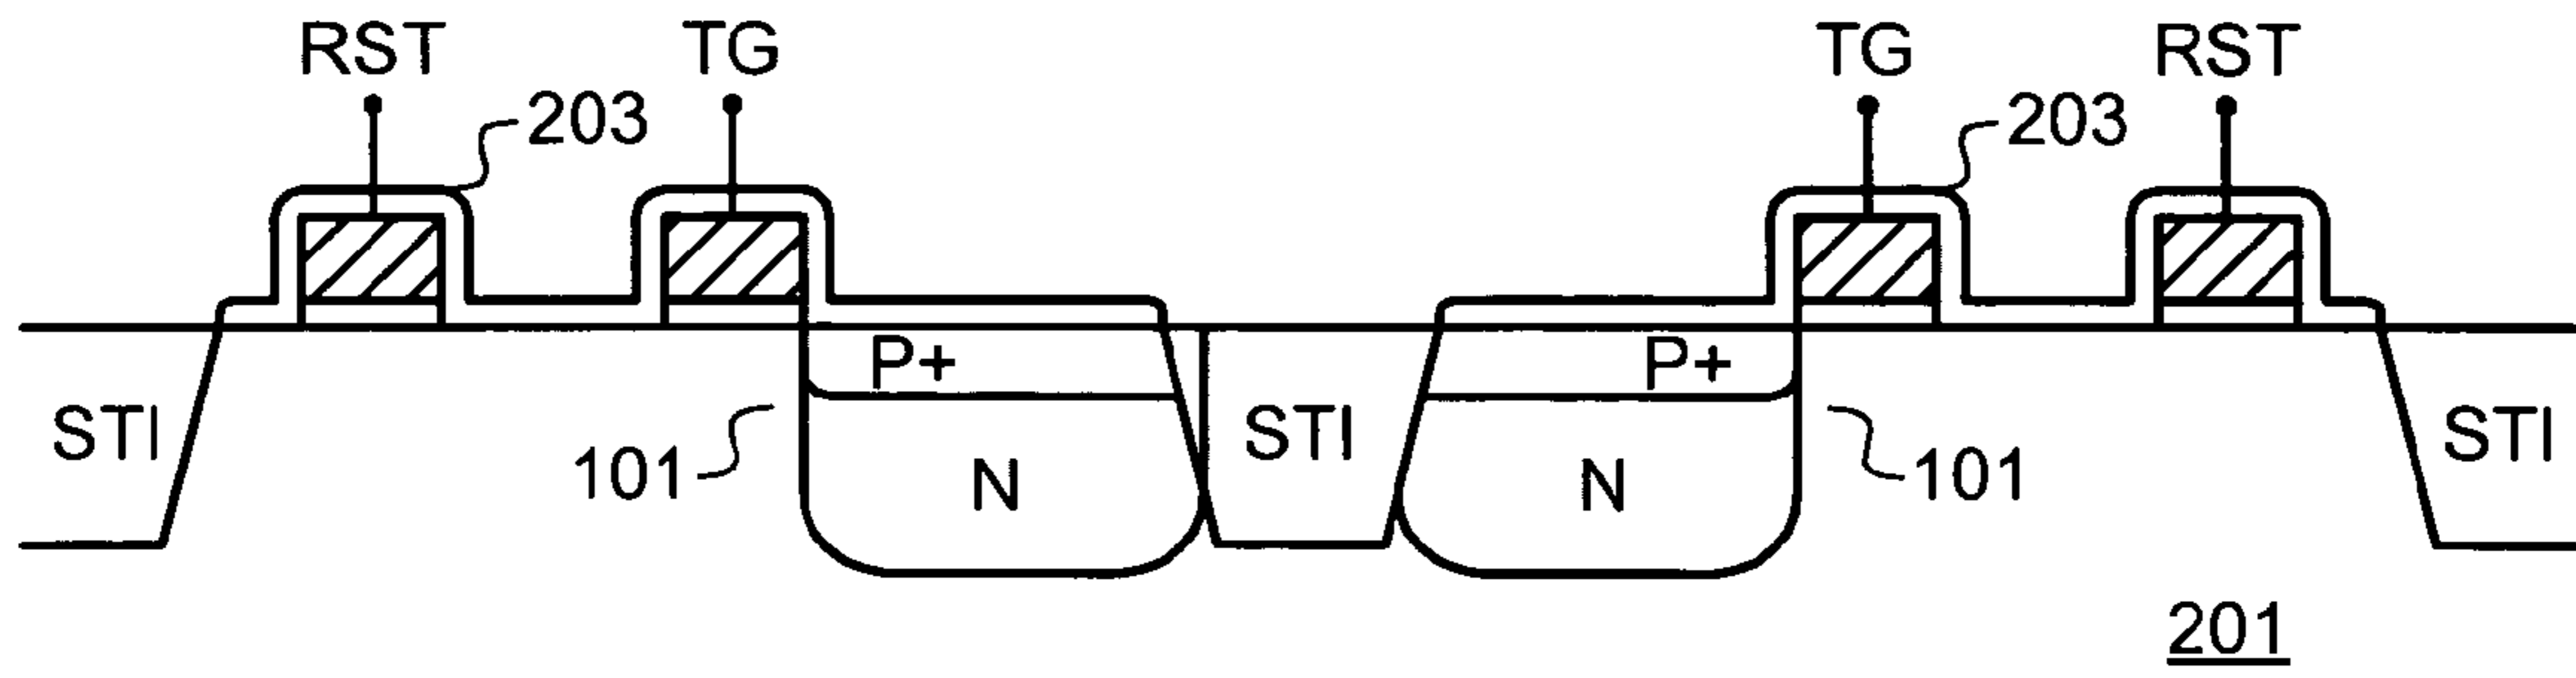 RST TG TG RST
203 203
P+ P+
STI STI STI
101 N N 101
201